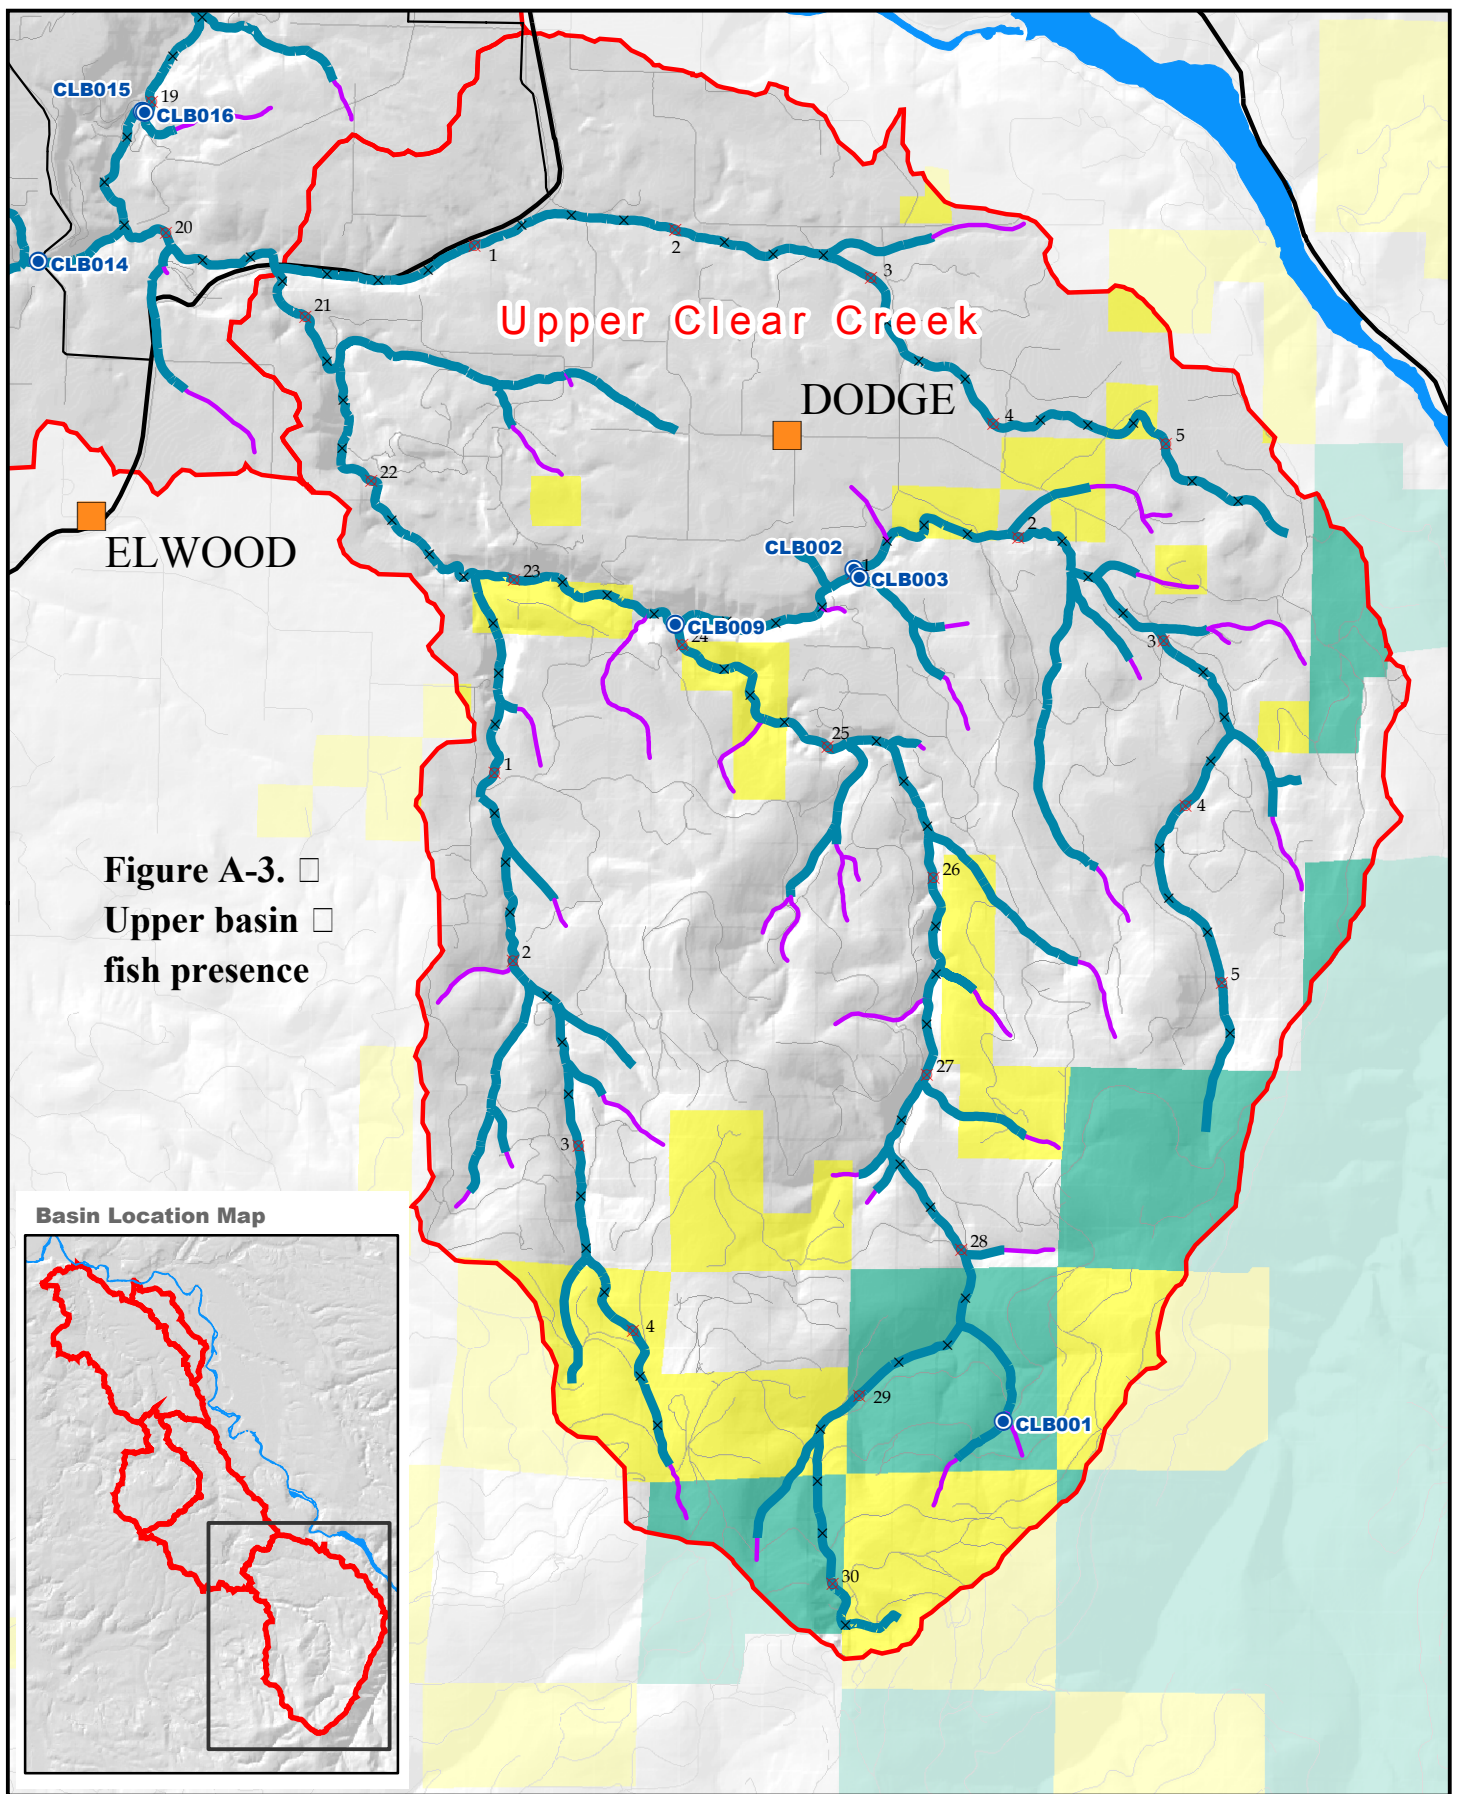 CLB015
19
CLB016
20
CLB014
1
2
3
21
Upper Clear Creek
DODGE
4
5
22
ELWOOD
2
CLB002
1
CLB003
23
CLB009
24
3
25
1
4
Figure A-3. □
Upper basin □
fish presence
26
2
5
27
3
Basin Location Map
28
4
29
CLB001
30